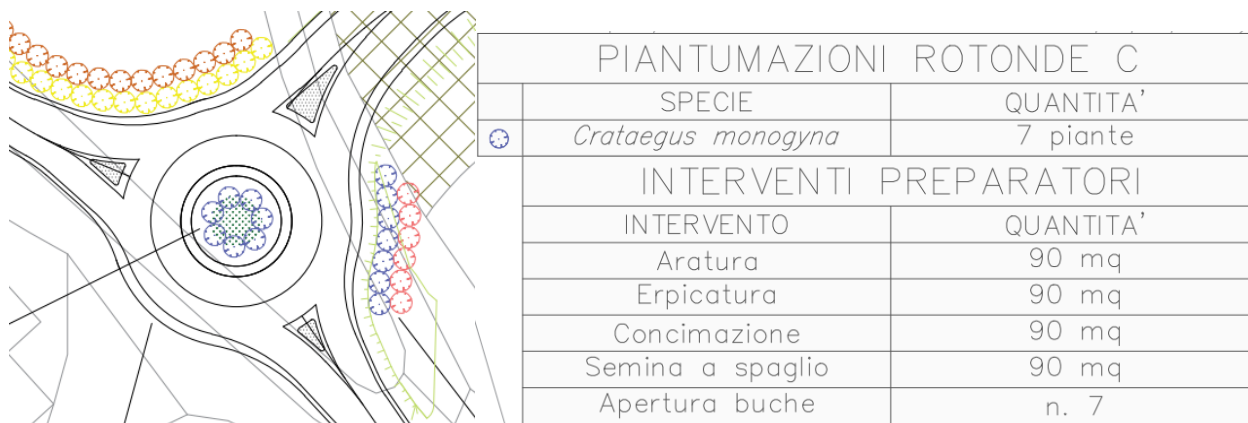 PIANTUMAZIONI ROTONDE C
SPECIE QUANTITA'
Crataegus monogyna 7 piante
INTERVENTI PREPARATORI
INTERVENTO QUANTITA'
Aratura 90 mq
Erpicatura 90 mq
Concimazione 90 mq
Semina a spaglio 90 mq
Apertura buche n. 7